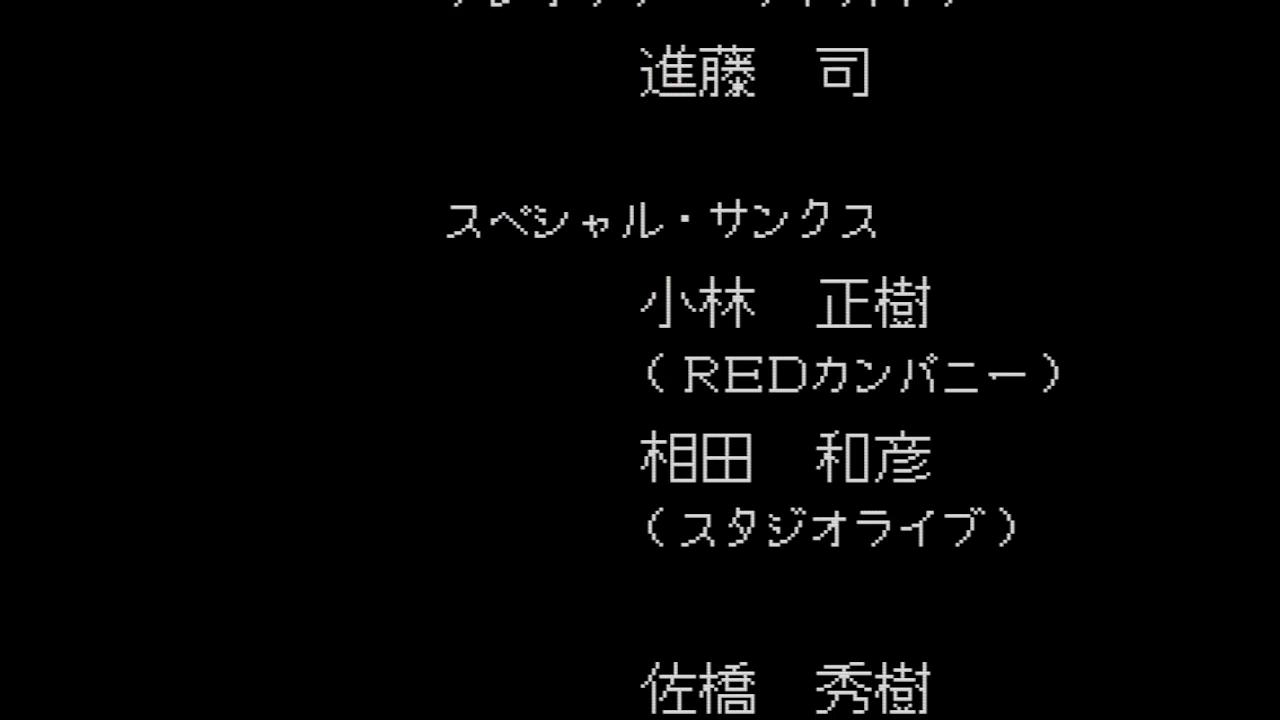 進藤　司
スペシャル・サンクス
小林　正樹
（REDカンパニー）
相田　和彦
（スタジオライブ）
佐橋　秀樹